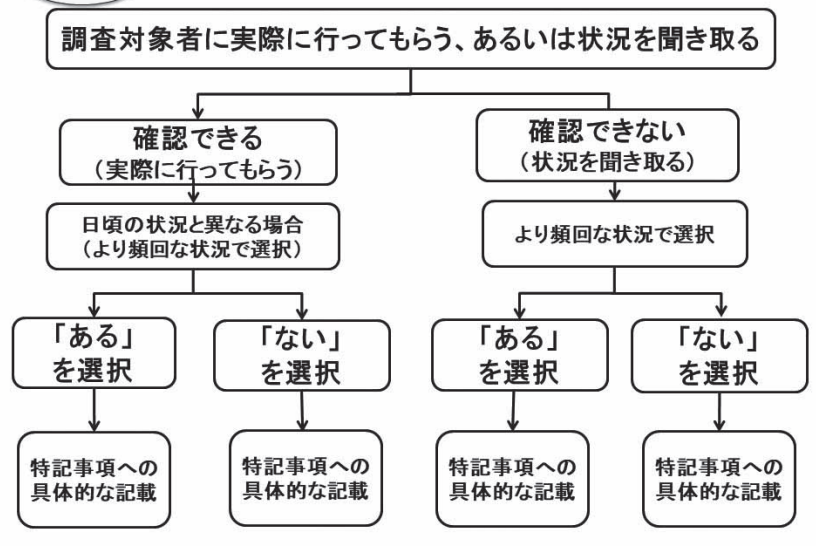 調査対象者に実際に行ってもらう、あるいは状況を聞き取る
確認できる
（実際に行ってもらう）
確認できない
（状況を聞き取る）
日頃の状況と異なる場合
（より頻回な状況で選択）
より頻回な状況で選択
「ある」
を選択
「ない」
を選択
「ある」
を選択
「ない」
を選択
特記事項への
具体的な記載
特記事項への
具体的な記載
特記事項への
具体的な記載
特記事項への
具体的な記載